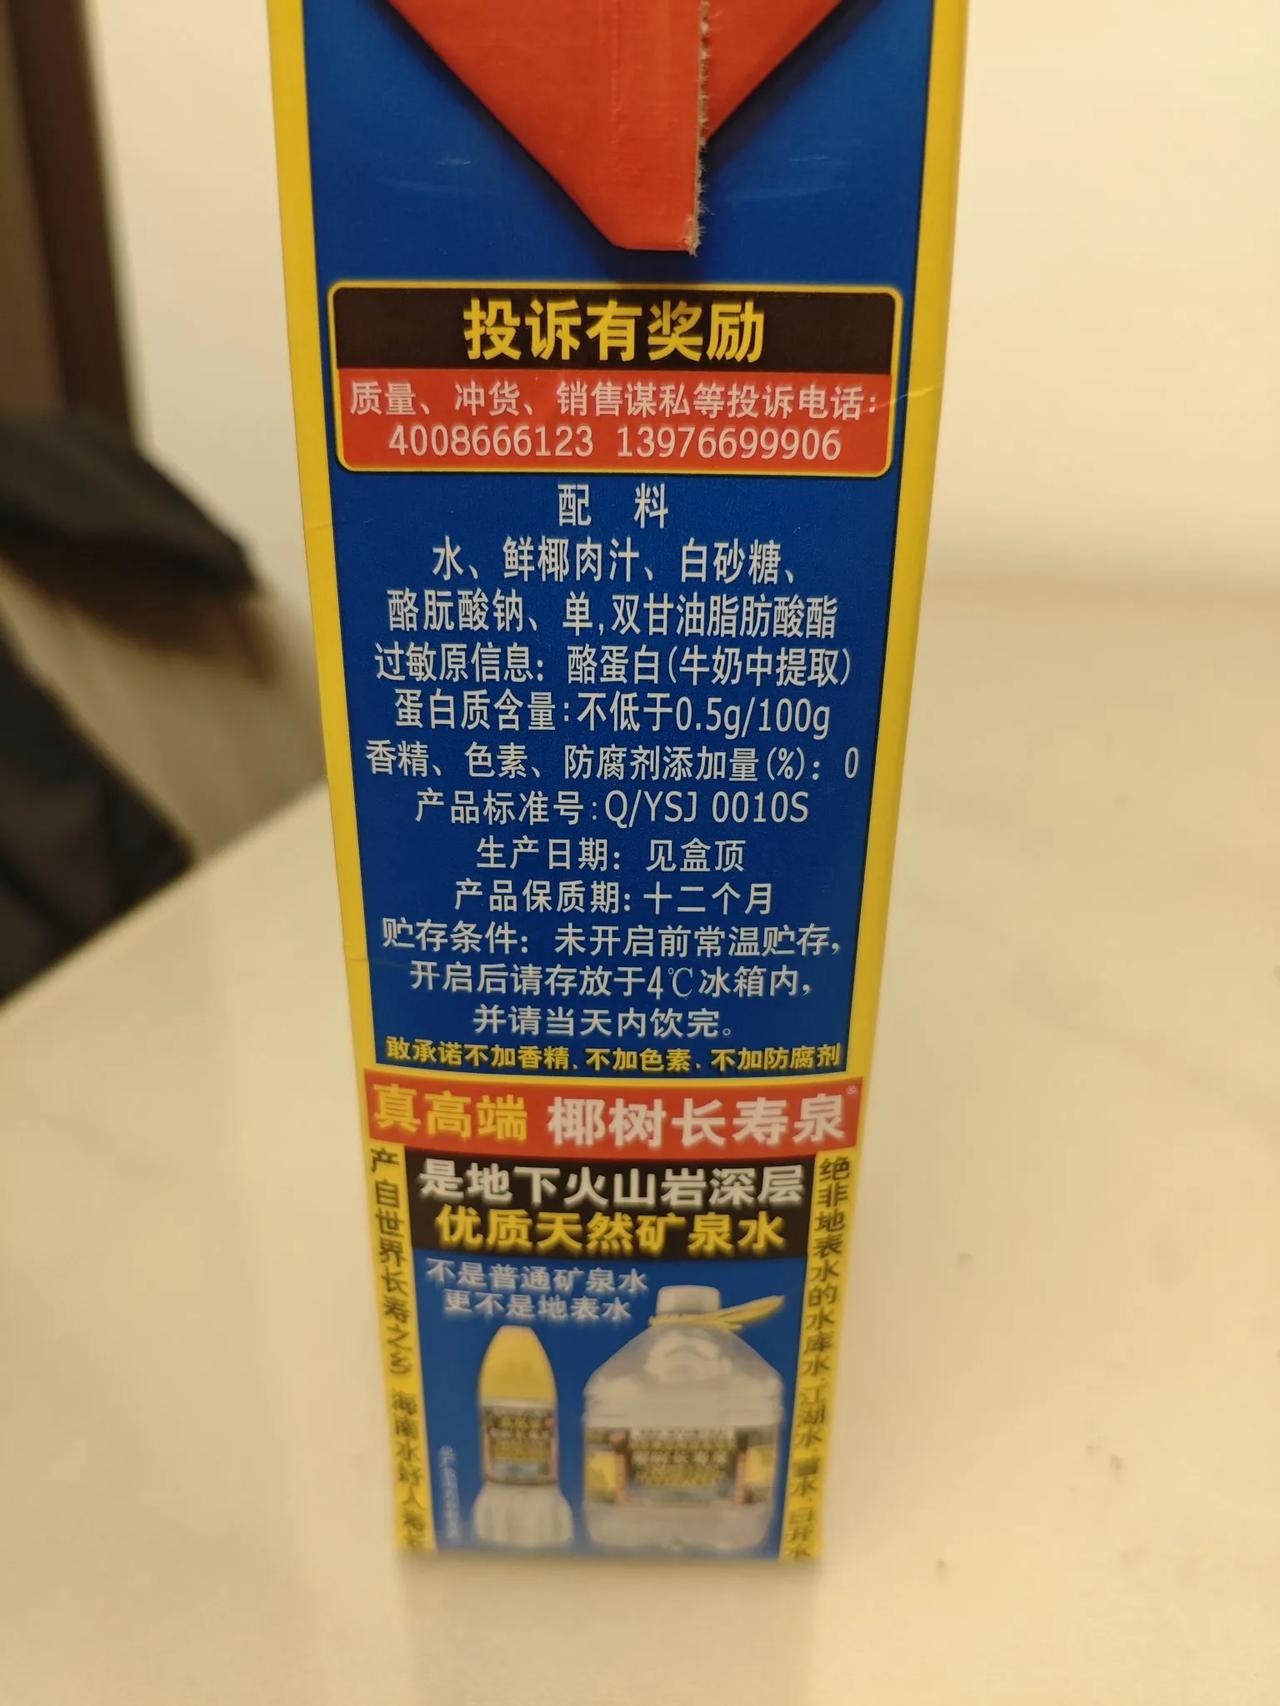 投诉有奖励
质量、冲货、销售谋私等投诉电话：
4008666123 13976699906
配 料
水、鲜椰肉汁、白砂糖、
酪朊酸钠、单,双甘油脂肪酸酯
过敏原信息：酪蛋白(牛奶中提取)
蛋白质含量:不低于0.5g/100g
香精、色素、防腐剂添加量(%)：0
产品标准号:Q/YSJ 0010S
生产日期：见盒顶
产品保质期：十二个月
贮存条件：未开启前常温贮存，
开启后请存放于4℃冰箱内，
并请当天内饮完。
敢承诺不加香精、不加色素、不加防腐剂
真高端 椰树长寿泉®
产自世界长寿之乡 海南水好人寿
是地下火山岩深层
优质天然矿泉水
不是普通矿泉水
更不是地表水
绝非地表水的水库水、江湖水、雪水、白开水
椰树长寿泉